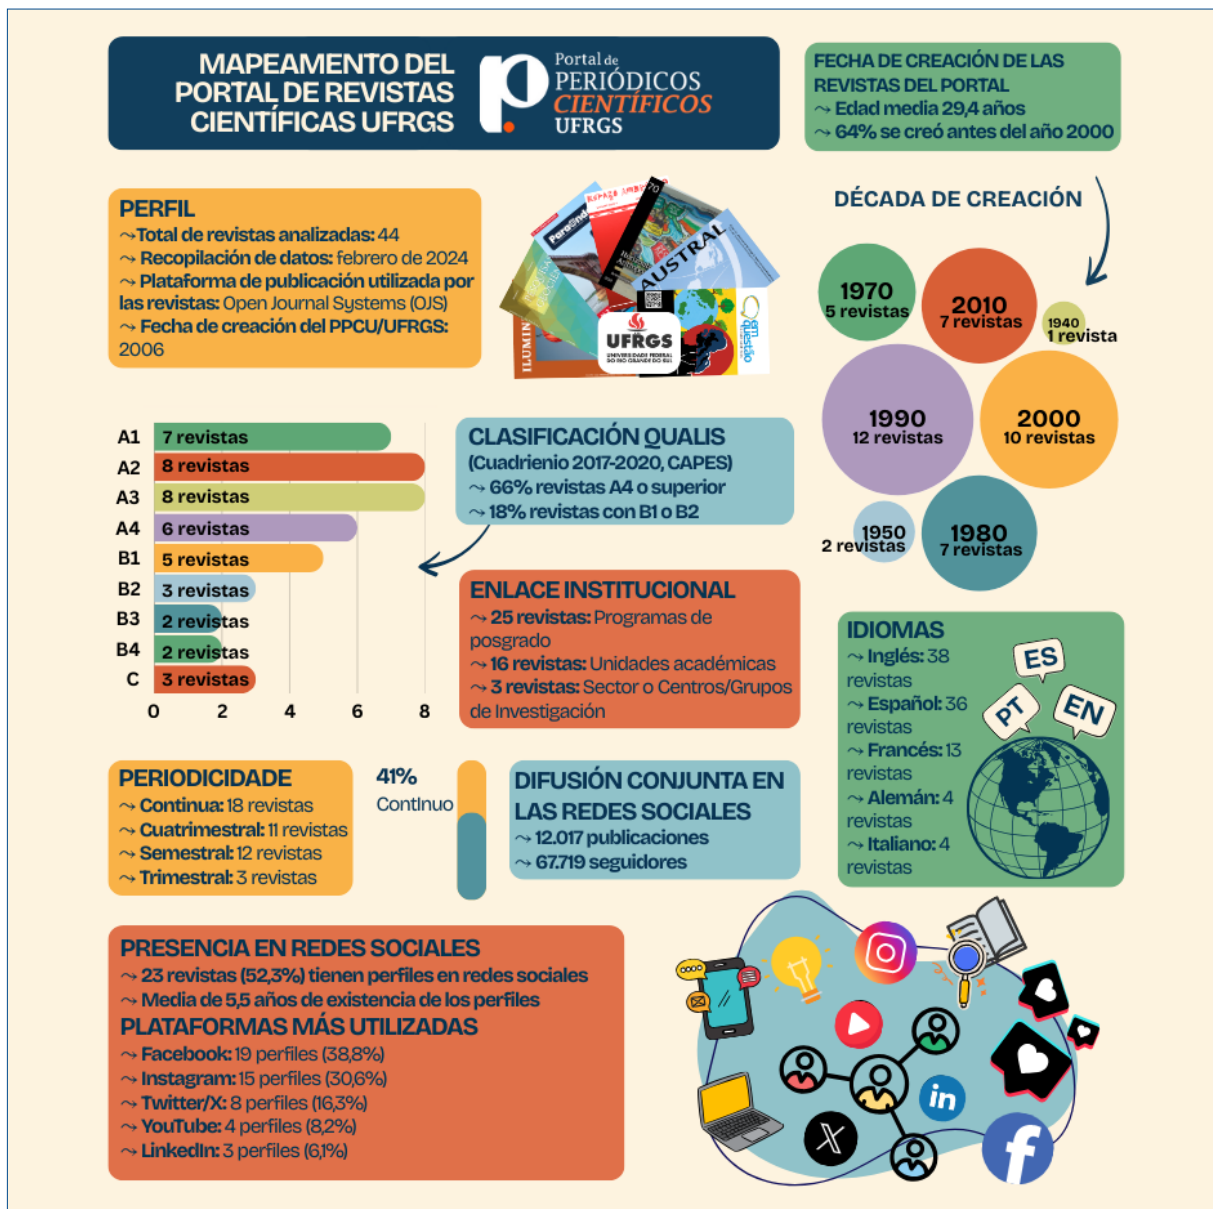 MAPEAMENTO DEL
PORTAL DE REVISTAS
CIENTÍFICAS UFRGS
Portal de
PERIÓDICOS
CIENTÍFICOS
UFRGS
FECHA DE CREACIÓN DE LAS
REVISTAS DEL PORTAL
⤳ Edad media 29,4 años
⤳ 64% se creó antes del año 2000
PERFIL
⤳Total de revistas analizadas: 44
⤳ Recopilación de datos: febrero de 2024
⤳ Plataforma de publicación utilizada por
las revistas: Open Journal Systems (OJS)
⤳ Fecha de creación del PPCU/UFRGS:
2006
AUSTRAL
ILUMIN
UFRGS
UNIVERSIDADE FEDERAL
DO RIO GRANDE DO SUL
em
questão
DÉCADA DE CREACIÓN
1970
5 revistas
2010
7 revistas
1940
1 revista
1990
12 revistas
2000
10 revistas
1950
2 revistas
1980
7 revistas
A1 7 revistas
A2 8 revistas
A3 8 revistas
A4 6 revistas
B1 5 revistas
B2 3 revistas
B3 2 revistas
B4 2 revistas
C 3 revistas
0 2 4 6 8
CLASIFICACIÓN QUALIS
(Cuadrienio 2017-2020, CAPES)
⤳ 66% revistas A4 o superior
⤳ 18% revistas con B1 o B2
ENLACE INSTITUCIONAL
⤳ 25 revistas: Programas de
posgrado
⤳ 16 revistas: Unidades académicas
⤳ 3 revistas: Sector o Centros/Grupos
de Investigación
IDIOMAS
⤳ Inglés: 38
revistas
⤳ Español: 36
revistas
⤳ Francés: 13
revistas
⤳ Alemán: 4
revistas
⤳ Italiano: 4
revistas
ES
PT
EN
PERIODICIDADE
⤳ Continua: 18 revistas
⤳ Cuatrimestral: 11 revistas
⤳ Semestral: 12 revistas
⤳ Trimestral: 3 revistas
41%
Contínuo
DIFUSIÓN CONJUNTA EN
LAS REDES SOCIALES
⤳ 12.017 publicaciones
⤳ 67.719 seguidores
PRESENCIA EN REDES SOCIALES
⤳ 23 revistas (52,3%) tienen perfiles en redes sociales
⤳ Media de 5,5 años de existencia de los perfiles
PLATAFORMAS MÁS UTILIZADAS
⤳ Facebook: 19 perfiles (38,8%)
⤳ Instagram: 15 perfiles (30,6%)
⤳ Twitter/X: 8 perfiles (16,3%)
⤳ YouTube: 4 perfiles (8,2%)
⤳ LinkedIn: 3 perfiles (6,1%)
in